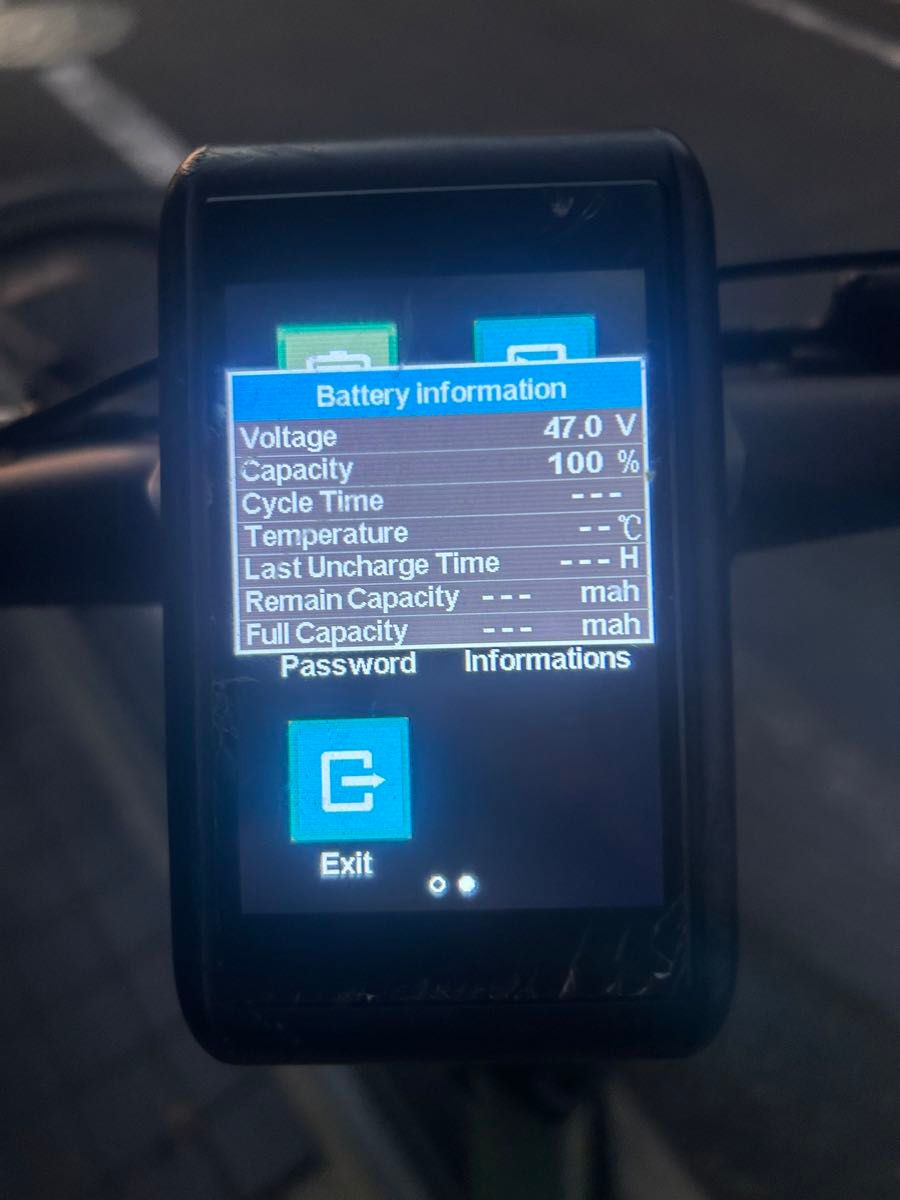 Battery information
Voltage 47.0 V
Capacity 100 %
Cycle Time ---
Temperature --℃
Last Uncharge Time ---H
Remain Capacity --- mah
Full Capacity --- mah
Password Informations
Exit